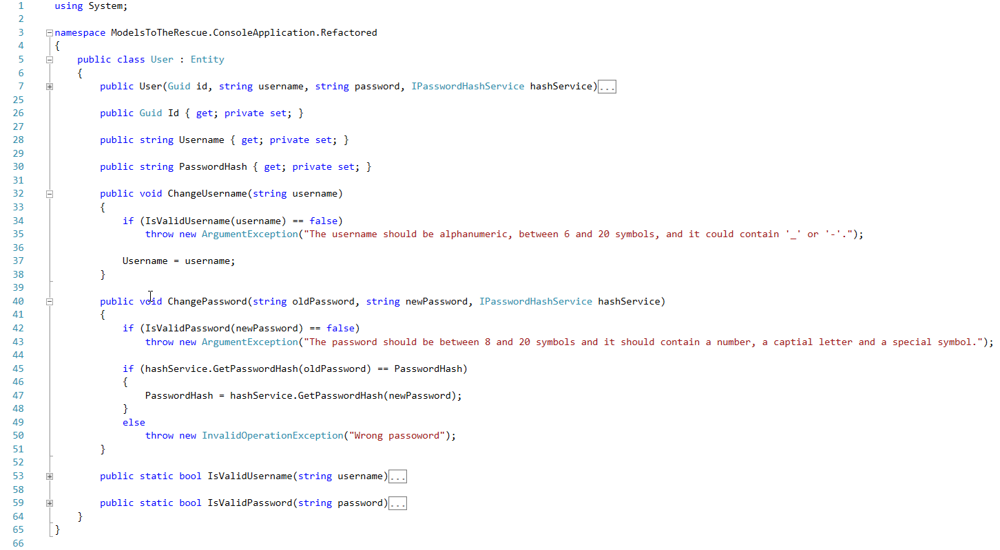 1 using System;
2
3 namespace ModelsToTheRescue.ConsoleApplication.Refactored
4 {
5 public class User : Entity
6 {
7 public User(Guid id, string username, string password, IPasswordHashService hashService)...
25
26 public Guid Id { get; private set; }
27
28 public string Username { get; private set; }
29
30 public string PasswordHash { get; private set; }
31
32 public void ChangeUsername(string username)
33 {
34 if (IsValidUsername(username) == false)
35 throw new ArgumentException("The username should be alphanumeric, between 6 and 20 symbols, and it could contain '_' or '-'.");
36
37 Username = username;
38 }
39
40 public void ChangePassword(string oldPassword, string newPassword, IPasswordHashService hashService)
41 {
42 if (IsValidPassword(newPassword) == false)
43 throw new ArgumentException("The password should be between 8 and 20 symbols and it should contain a number, a captial letter and a special symbol.");
44
45 if (hashService.GetPasswordHash(oldPassword) == PasswordHash)
46 {
47 PasswordHash = hashService.GetPasswordHash(newPassword);
48 }
49 else
50 throw new InvalidOperationException("Wrong passoword");
51 }
52
53 public static bool IsValidUsername(string username)...
58
59 public static bool IsValidPassword(string password)...
64 }
65 }
66